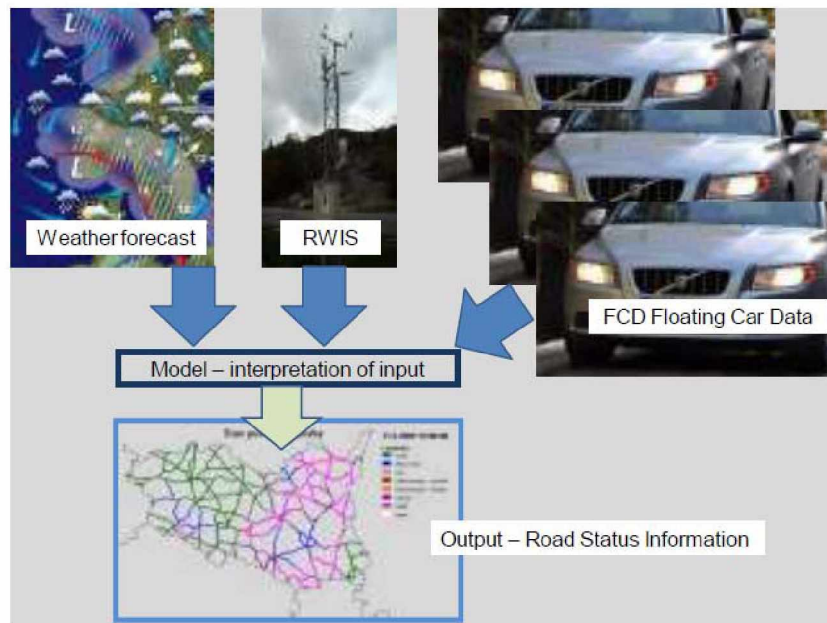 Weather forecast
RWIS
FCD Floating Car Data
Model – interpretation of input
Output – Road Status Information